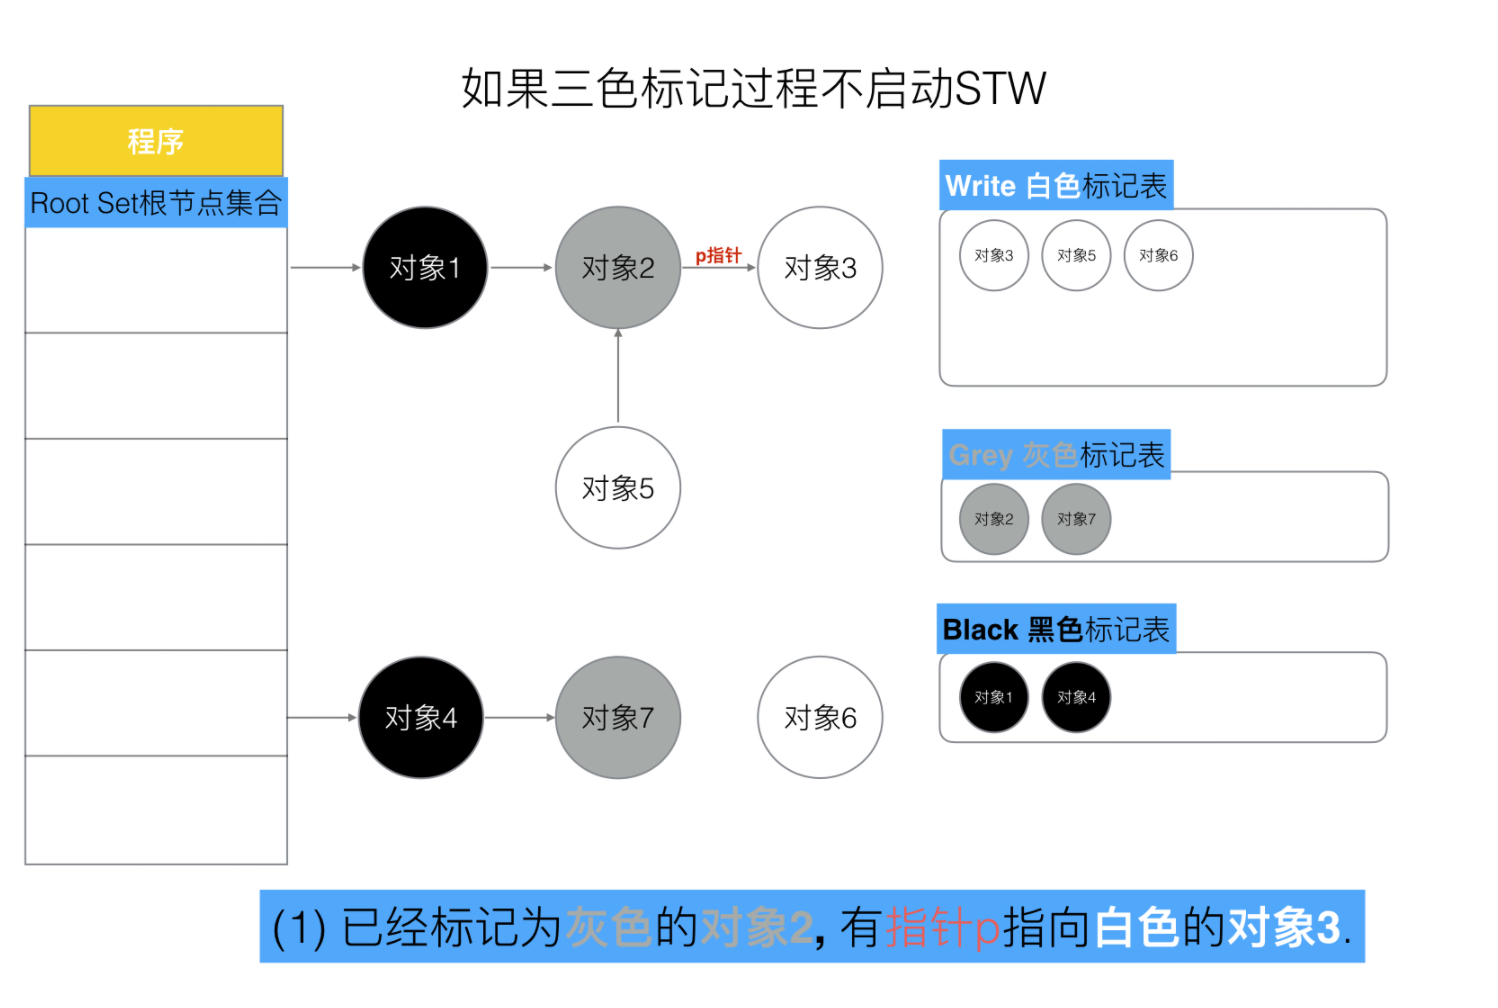 如果三色标记过程不启动STW
程序
Root Set根节点集合
对象1
对象2
p指针
对象3
对象5
对象4
对象7
对象6
Write 白色标记表
对象3 对象5 对象6
Grey 灰色标记表
对象2 对象7
Black 黑色标记表
对象1 对象4
(1) 已经标记为灰色的对象2, 有指针p指向白色的对象3.